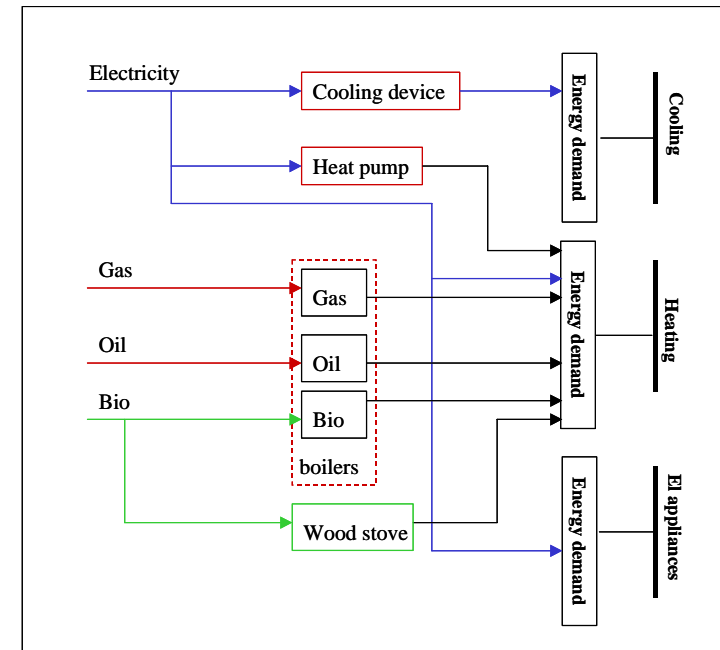 Electricity
Cooling device
Energy demand
Cooling
Heat pump
Gas
Gas
Energy demand
Heating
Oil
Oil
Bio
Bio
boilers
Wood stove
Energy demand
El appliances